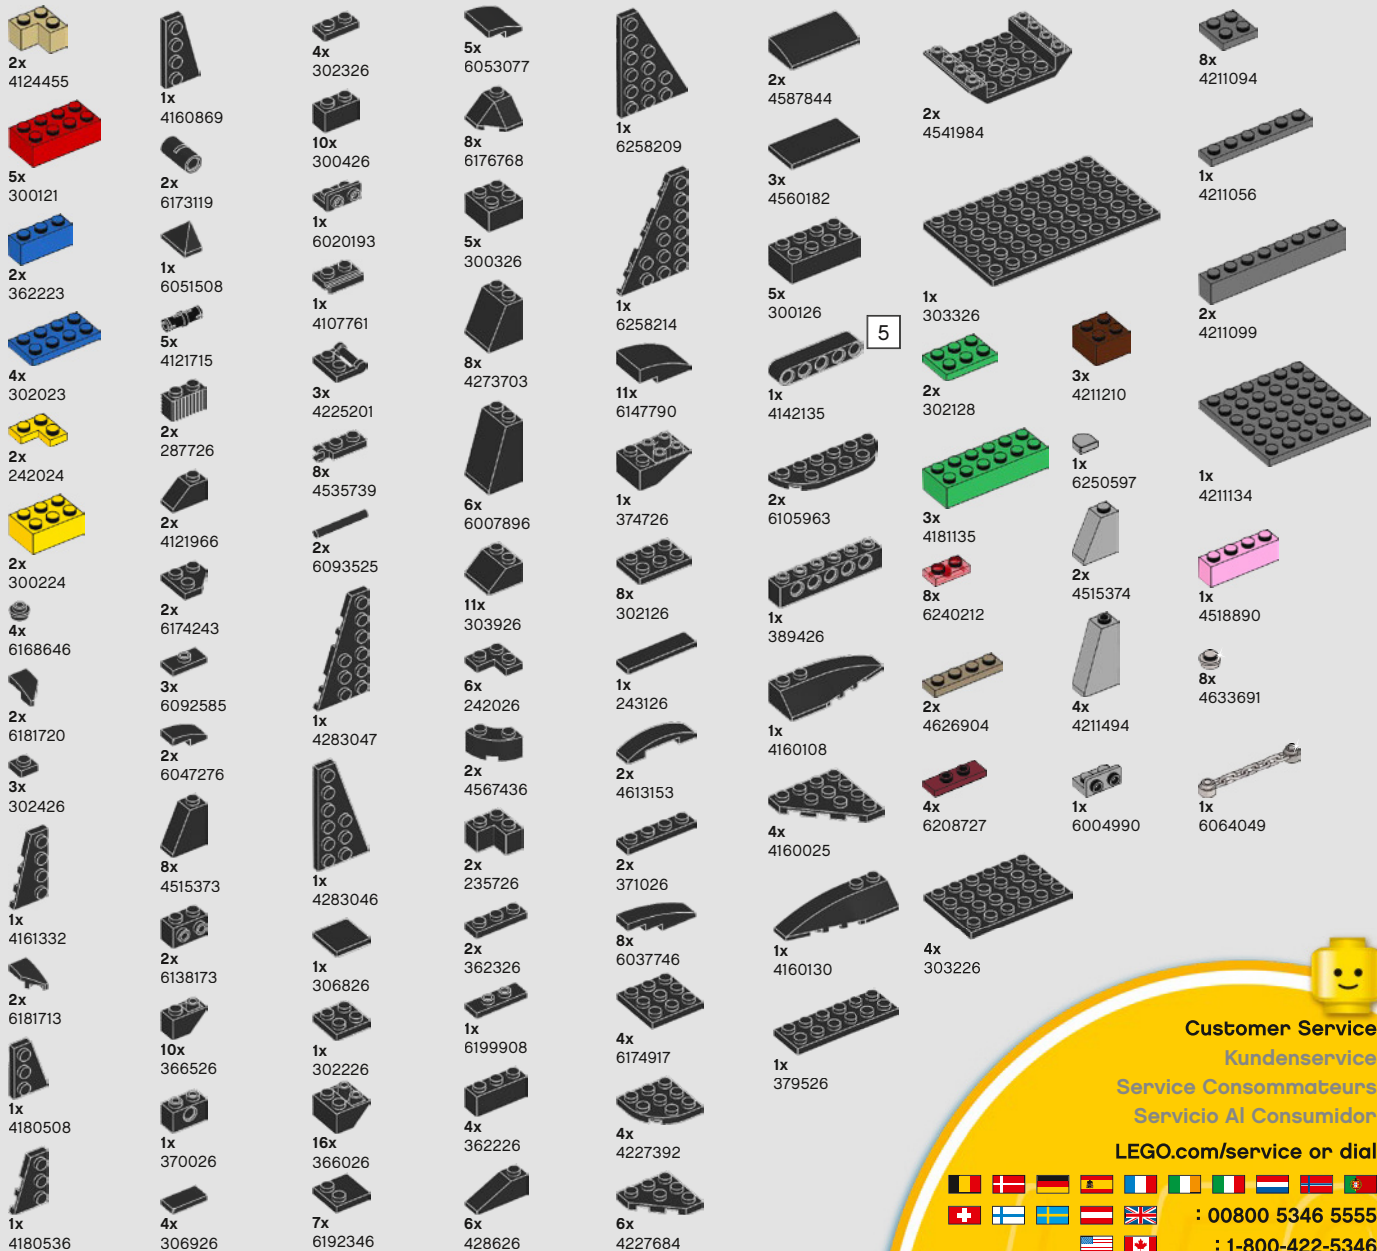 2x
4124455
5x
300121
2x
362223
4x
302023
2x
242024
2x
300224
4x
6168646
2x
6181720
3x
302426
1x
4161332
2x
6181713
1x
4180508
1x
4180536
1x
4160869
2x
6173119
1x
6051508
5x
4121715
2x
287726
2x
4121966
2x
6174243
3x
6092585
2x
6047276
8x
4515373
2x
6138173
10x
366526
1x
370026
4x
306926
4x
302326
10x
300426
1x
6020193
1x
4107761
3x
4225201
8x
4535739
2x
6093525
1x
4283047
1x
4283046
1x
306826
1x
302226
16x
366026
7x
6192346
5x
6053077
8x
6176768
5x
300326
8x
4273703
6x
6007896
11x
303926
6x
242026
2x
4567436
2x
235726
2x
362326
1x
6199908
4x
362226
6x
428626
1x
6258209
1x
6258214
11x
6147790
1x
374726
8x
302126
1x
243126
2x
4613153
2x
371026
8x
6037746
4x
6174917
4x
4227392
6x
4227684
2x
4587844
3x
4560182
5x
300126
5
1x
4142135
2x
6105963
1x
389426
1x
4160108
4x
4160025
1x
4160130
1x
379526
2x
4541984
1x
303326
2x
302128
3x
4181135
8x
6240212
2x
4626904
4x
6208727
4x
303226
3x
4211210
1x
6250597
2x
4515374
4x
4211494
1x
6004990
8x
4211094
1x
4211056
2x
4211099
1x
4211134
1x
4518890
8x
4633691
1x
6064049
Customer Service
Kundenservice
Service Consommateurs
Servicio Al Consumidor
LEGO.com/service or dial
: 00800 5346 5555
: 1-800-422-5346